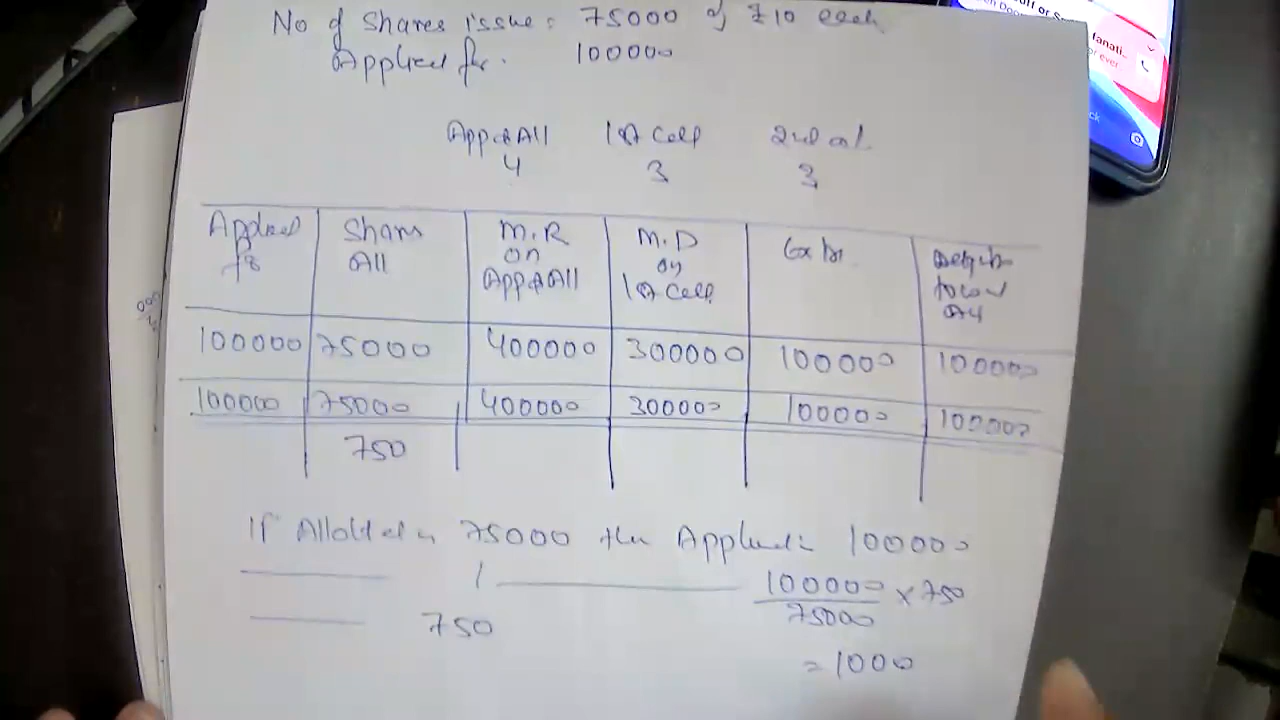 No of Shares issue: 75000 of ₹10 each
Applied for. 100000
App & All 1st Call 2nd
4 3 3
Applied for Shares All M.R on App & All M.D on 1st Call
100000 75000 400000 300000 100000 100000
100000 75000 400000 300000 100000 100000
750
If Allotted 75000 then 100000
1 100000 / 75000 × 750
750
= 1000